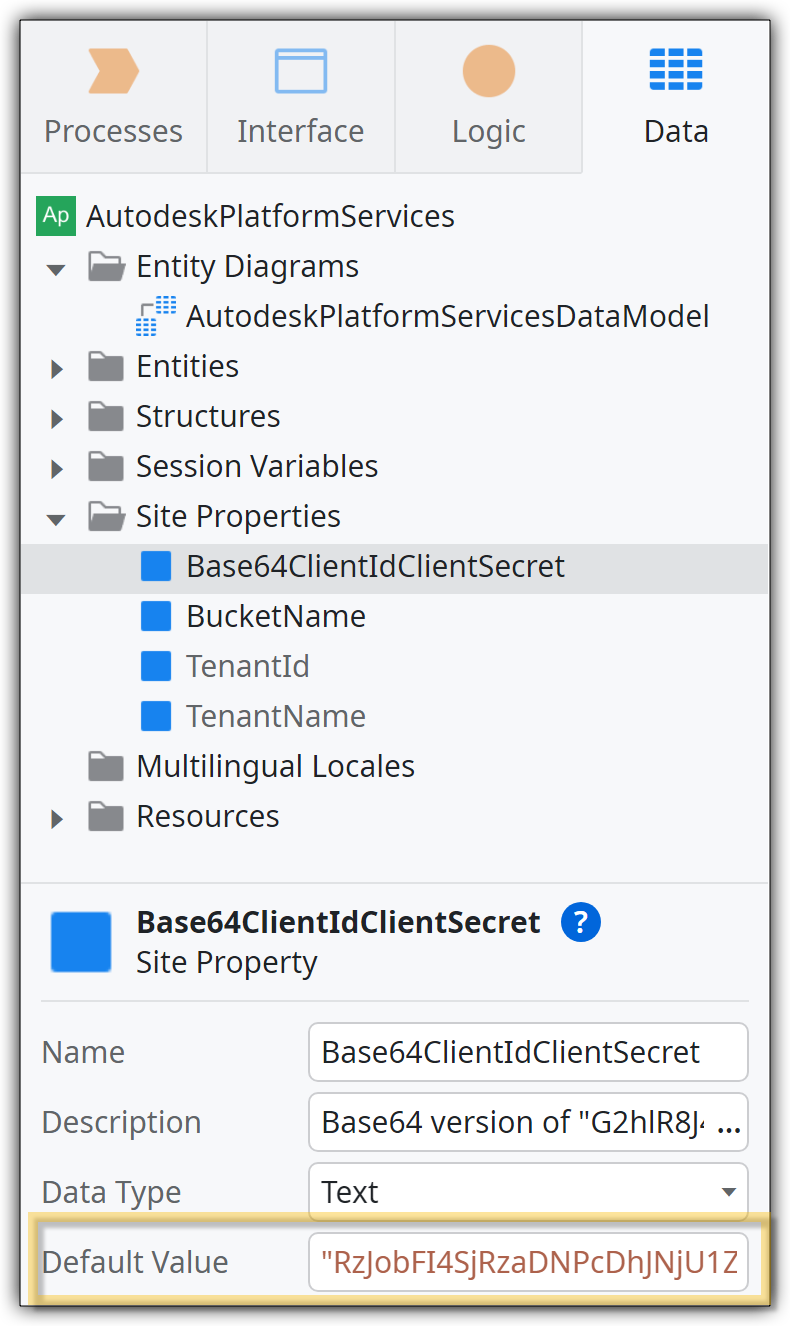 Processes Interface Logic Data
Ap AutodeskPlatformServices
Entity Diagrams
AutodeskPlatformServicesDataModel
Entities
Structures
Session Variables
Site Properties
Base64ClientIdClientSecret
BucketName
TenantId
TenantName
Multilingual Locales
Resources
Base64ClientIdClientSecret ?
Site Property
Name Base64ClientIdClientSecret
Description Base64 version of "G2hlR8J4 ...
Data Type Text
Default Value "RzJobFI4SjRzaDNPcDhJNjU1Z